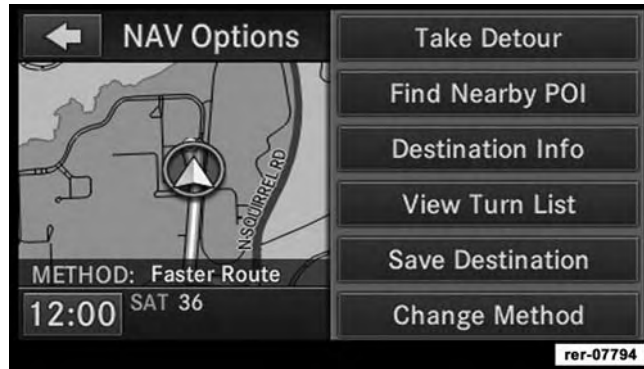 NAV Options
Take Detour
Find Nearby POI
Destination Info
View Turn List
Save Destination
Change Method
N SQUIRREL RD
METHOD: Faster Route
12:00
SAT 36
rer-07794